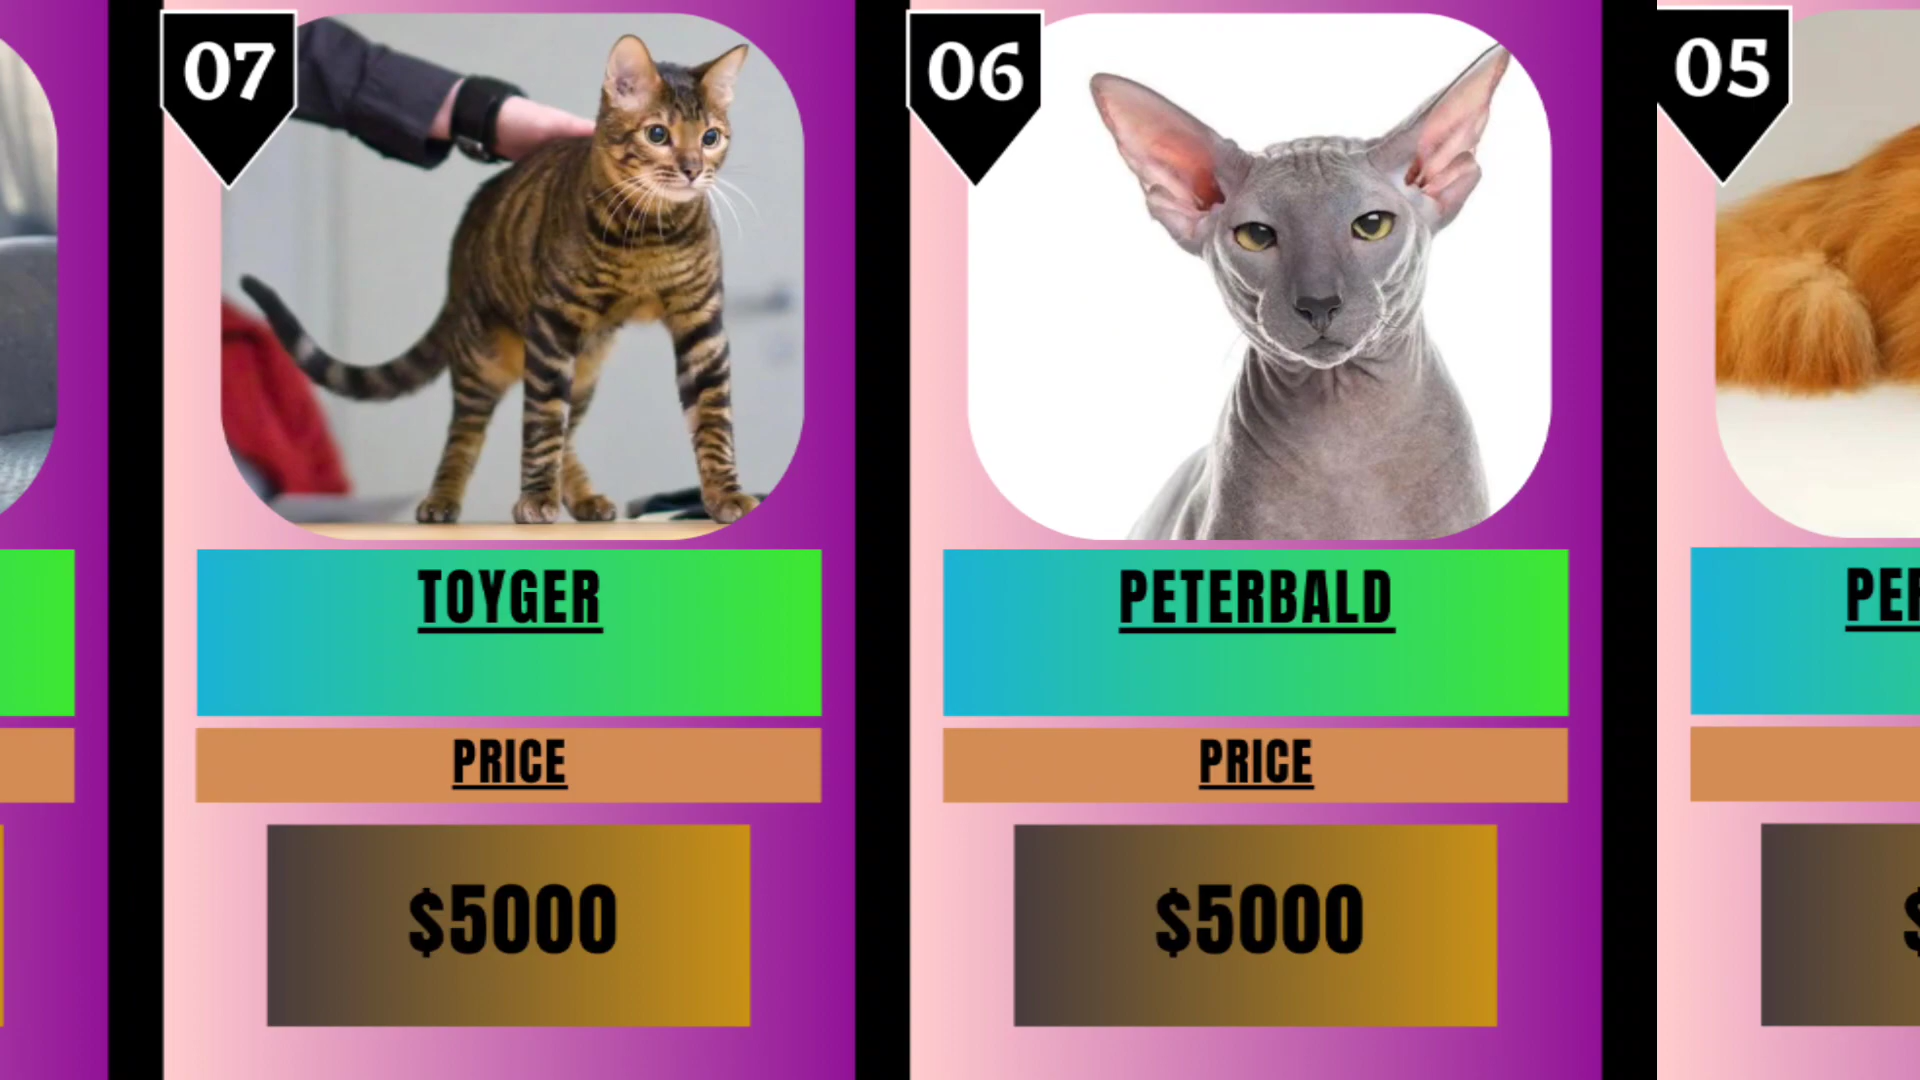 07
TOYGER
PRICE
$5000
06
PETERBALD
PRICE
$5000
05